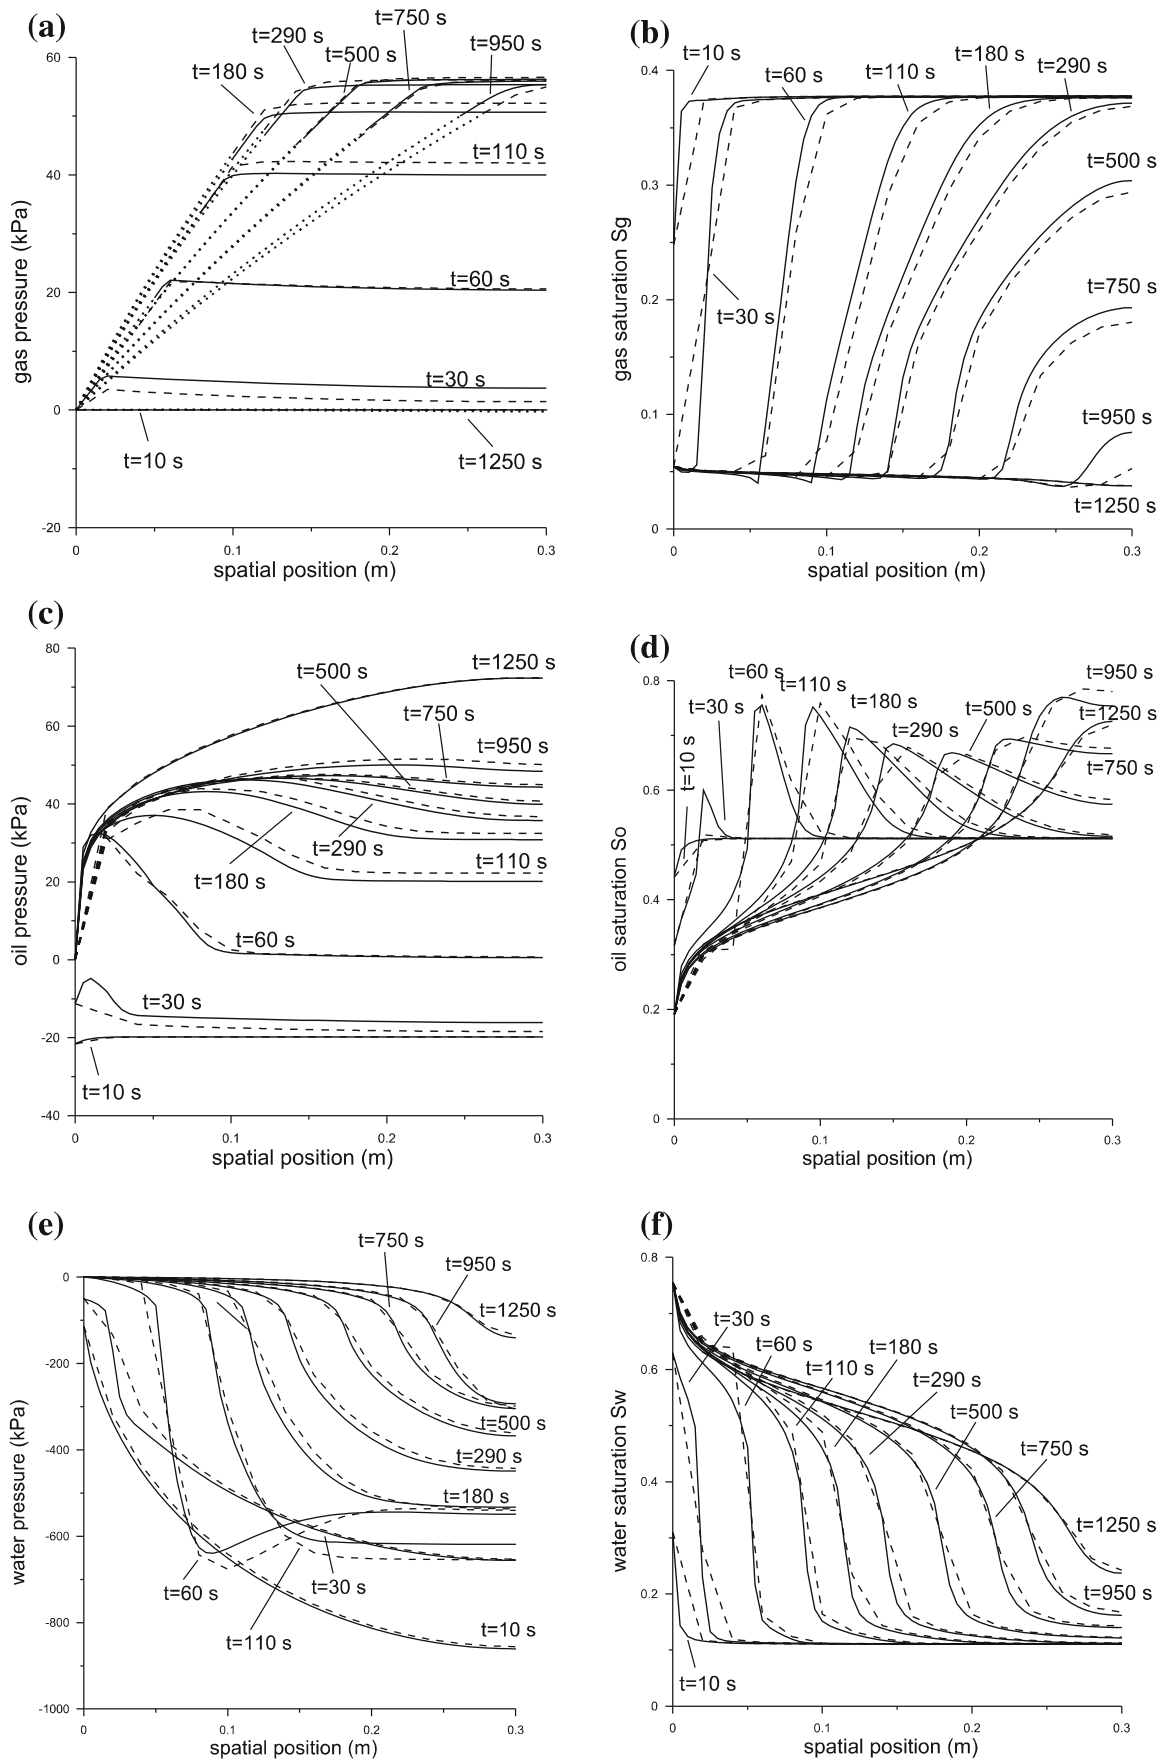 (a)
t=750 s
t=290 s
t=950 s
t=500 s
t=180 s
60
40
20
0
-20
t=110 s
t=60 s
t=30 s
t=10 s
t=1250 s
gas pressure (kPa)
0
0.1
0.2
0.3
spatial position (m)
(b)
t=10 s
t=180 s
t=60 s
t=110 s
t=290 s
0.4
0.3
0.2
0.1
0
t=500 s
t=750 s
t=30 s
t=950 s
t=1250 s
gas saturation Sg
0
0.1
0.2
0.3
spatial position (m)
(c)
80
60
40
20
0
-20
-40
t=500 s
t=1250 s
t=750 s
t=950 s
t=290 s
t=110 s
t=180 s
t=60 s
t=30 s
t=10 s
oil pressure (kPa)
0
0.1
0.2
0.3
spatial position (m)
(d)
0.8
0.6
0.4
0.2
0
t=60 s
t=950 s
t=110 s
t=180 s
t=30 s
t=500 s
t=1250 s
t=290 s
t=10 s
t=750 s
oil saturation So
0
0.1
0.2
0.3
spatial position (m)
(e)
t=750 s
t=950 s
0
-200
-400
-600
-800
-1000
t=1250 s
t=500 s
t=290 s
t=180 s
t=60 s
t=30 s
t=110 s
t=10 s
water pressure (kPa)
0
0.1
0.2
0.3
spatial position (m)
(f)
0.8
0.6
0.4
0.2
0
t=30 s
t=60 s
t=180 s
t=110 s
t=290 s
t=500 s
t=750 s
t=1250 s
t=950 s
t=10 s
water saturation Sw
0
0.1
0.2
0.3
spatial position (m)